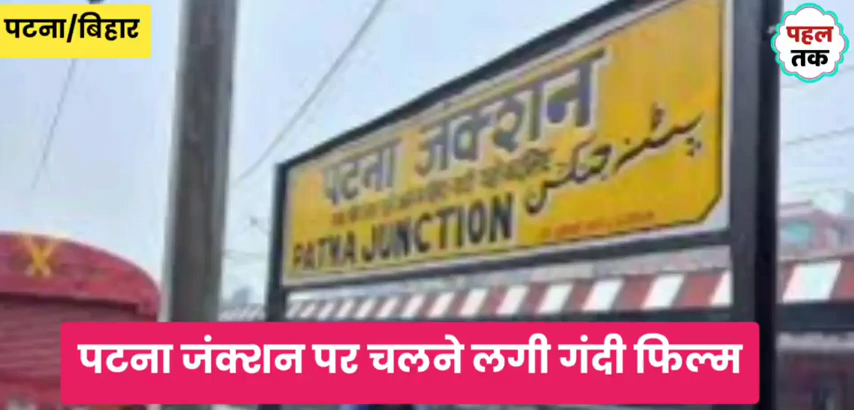 पटना/बिहार
पहल
तक
पटना जंक्शन
پٹنہ جنکشن
PATNA JUNCTION
पटना जंक्शन पर चलने लगी गंदी फिल्म